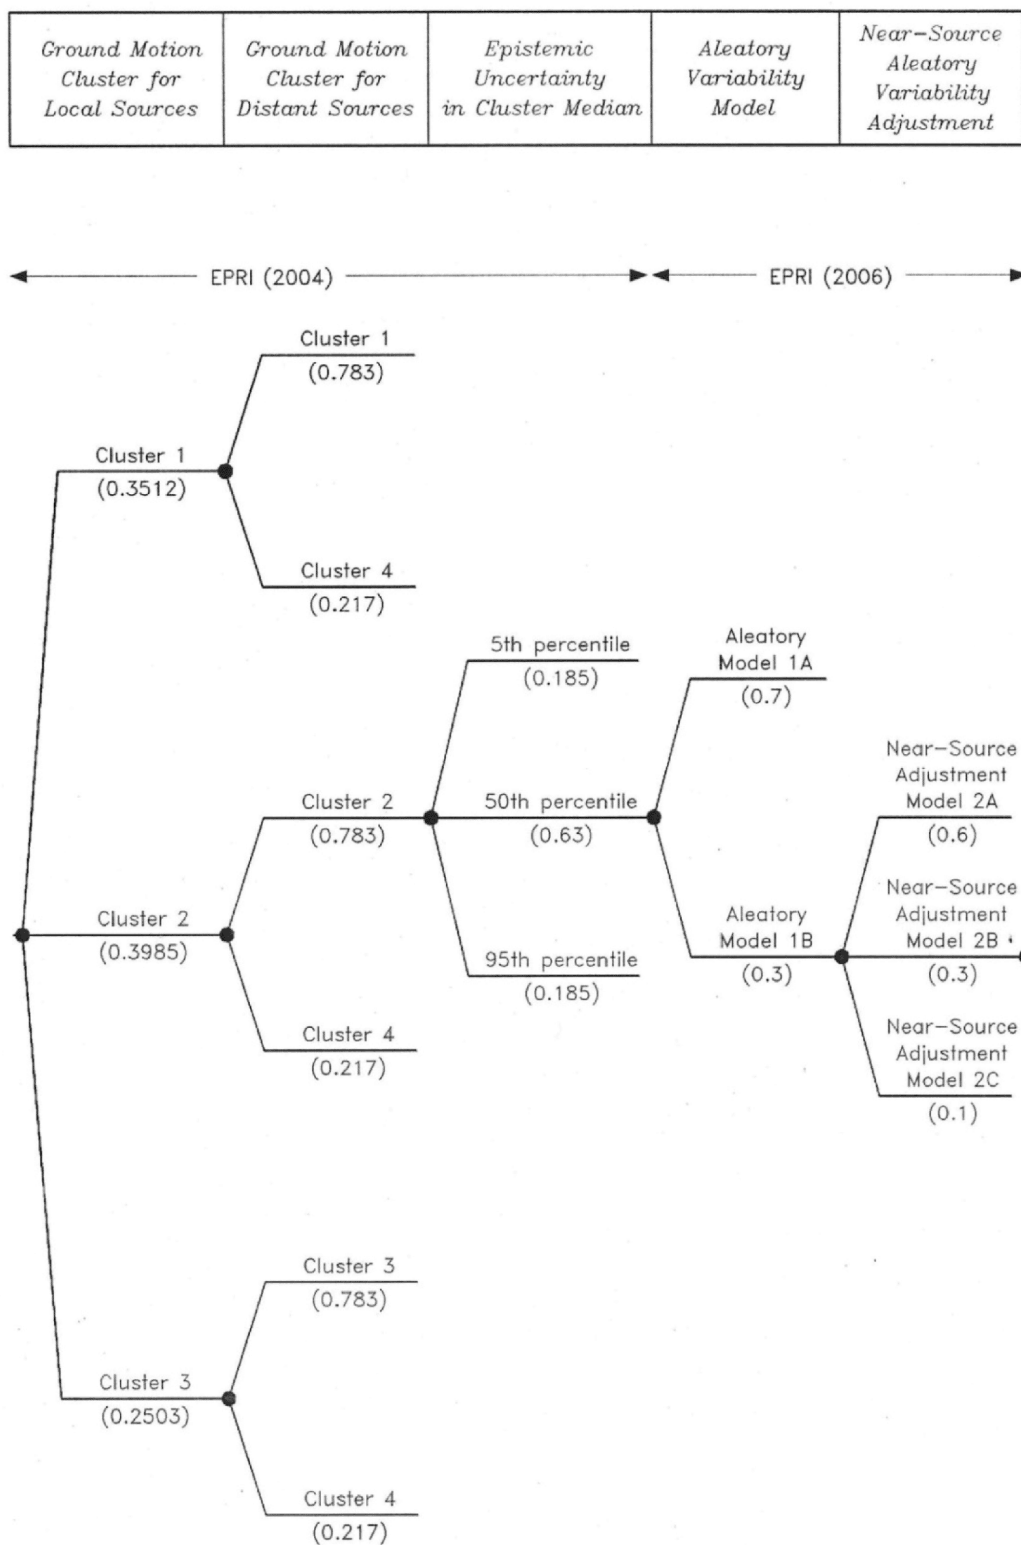 Ground Motion
Cluster for
Local Sources
Ground Motion
Cluster for
Distant Sources
Epistemic
Uncertainty
in Cluster Median
Aleatory
Variability
Model
Near-Source
Aleatory
Variability
Adjustment
EPRI (2004)
EPRI (2006)
Cluster 1
(0.783)
Cluster 1
(0.3512)
Cluster 4
(0.217)
5th percentile
(0.185)
Aleatory
Model 1A
(0.7)
Near-Source
Adjustment
Model 2A
(0.6)
Cluster 2
(0.783)
50th percentile
(0.63)
Cluster 2
(0.3985)
Aleatory
Model 1B
(0.3)
Near-Source
Adjustment
Model 2B
(0.3)
95th percentile
(0.185)
Cluster 4
(0.217)
Near-Source
Adjustment
Model 2C
(0.1)
Cluster 3
(0.783)
Cluster 3
(0.2503)
Cluster 4
(0.217)